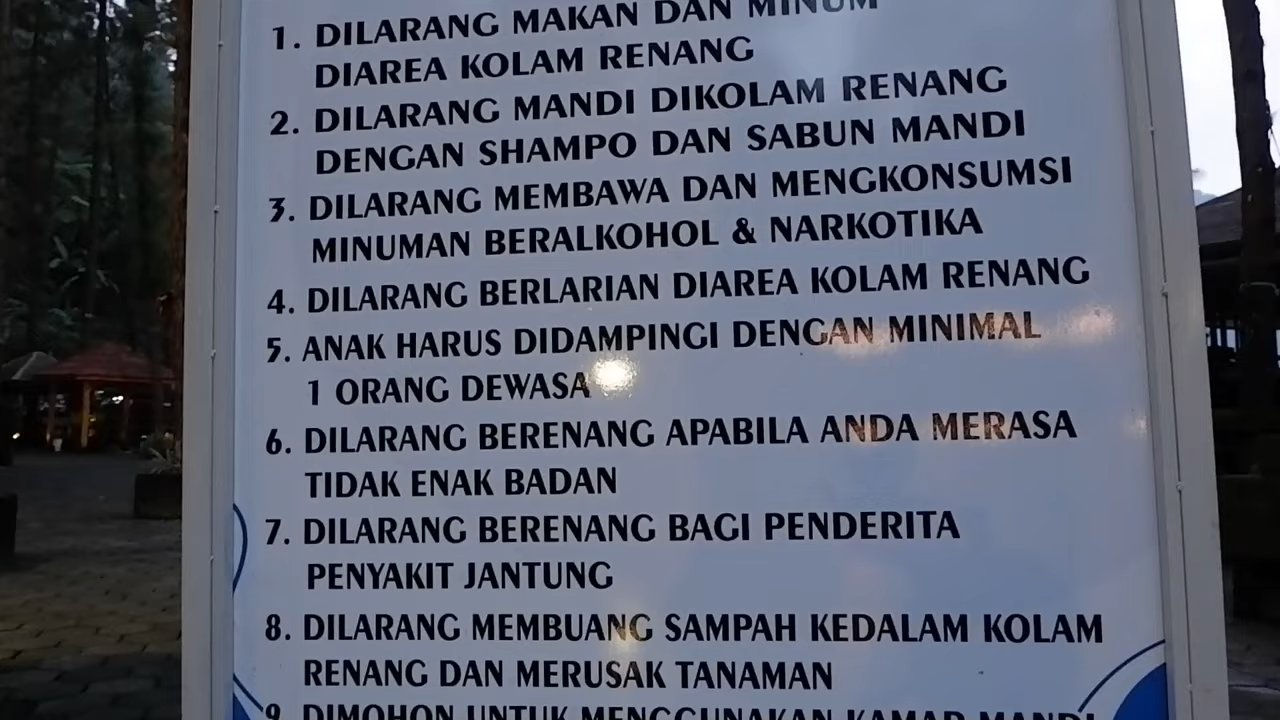 1. DILARANG MAKAN DAN MINUM
DIAREA KOLAM RENANG
2. DILARANG MANDI DIKOLAM RENANG
DENGAN SHAMPO DAN SABUN MANDI
3. DILARANG MEMBAWA DAN MENGKONSUMSI
MINUMAN BERALKOHOL & NARKOTIKA
4. DILARANG BERLARIAN DIAREA KOLAM RENANG
5. ANAK HARUS DIDAMPINGI DENGAN MINIMAL
1 ORANG DEWASA
6. DILARANG BERENANG APABILA ANDA MERASA
TIDAK ENAK BADAN
7. DILARANG BERENANG BAGI PENDERITA
PENYAKIT JANTUNG
8. DILARANG MEMBUANG SAMPAH KEDALAM KOLAM
RENANG DAN MERUSAK TANAMAN
9. DIMOHON UNTUK MENGGUNAKAN KAMAR MANDI